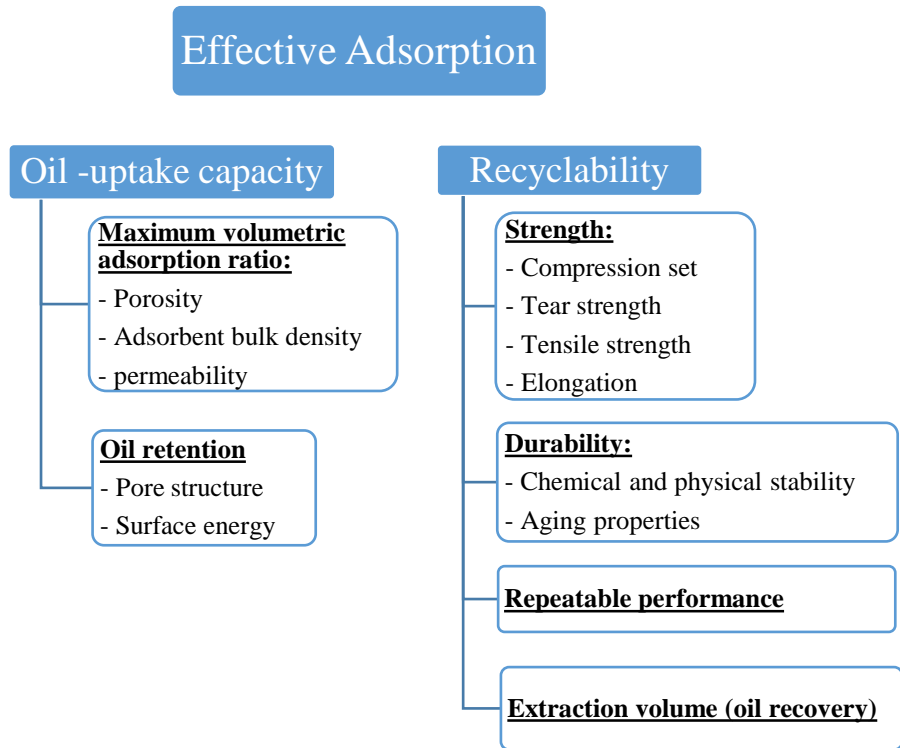 Effective Adsorption
Oil -uptake capacity
Maximum volumetric
adsorption ratio:
- Porosity
- Adsorbent bulk density
- permeability
Oil retention
- Pore structure
- Surface energy
Recyclability
Strength:
- Compression set
- Tear strength
- Tensile strength
- Elongation
Durability:
- Chemical and physical stability
- Aging properties
Repeatable performance
Extraction volume (oil recovery)